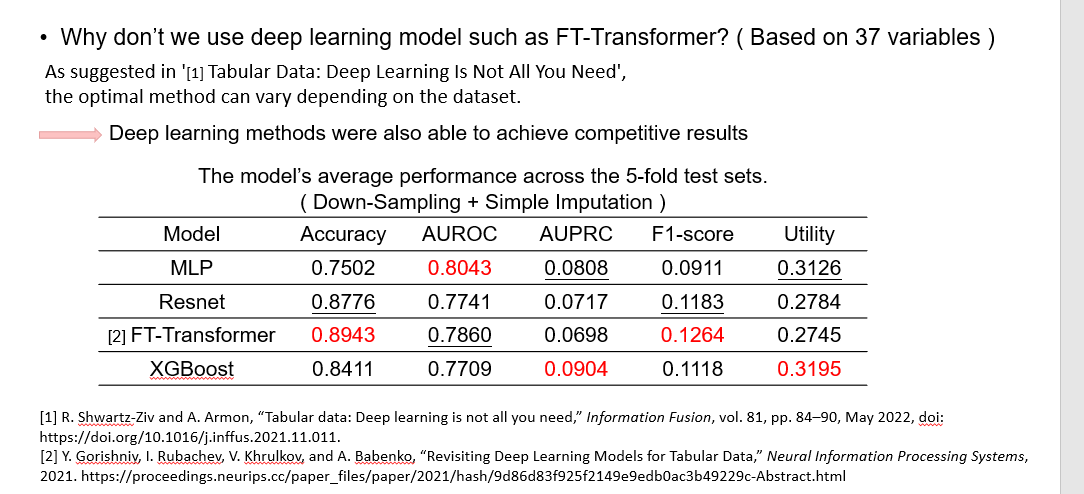 • Why don’t we use deep learning model such as FT-Transformer? ( Based on 37 variables )
As suggested in '[1] Tabular Data: Deep Learning Is Not All You Need',
the optimal method can vary depending on the dataset.
Deep learning methods were also able to achieve competitive results
The model’s average performance across the 5-fold test sets.
( Down-Sampling + Simple Imputation )
Model Accuracy AUROC AUPRC F1-score Utility
MLP 0.7502 0.8043 0.0808 0.0911 0.3126
Resnet 0.8776 0.7741 0.0717 0.1183 0.2784
[2] FT-Transformer 0.8943 0.7860 0.0698 0.1264 0.2745
XGBoost 0.8411 0.7709 0.0904 0.1118 0.3195
[1] R. Shwartz-Ziv and A. Armon, “Tabular data: Deep learning is not all you need,” Information Fusion, vol. 81, pp. 84–90, May 2022, doi:
https://doi.org/10.1016/j.inffus.2021.11.011.
[2] Y. Gorishniy, I. Rubachev, V. Khrulkov, and A. Babenko, “Revisiting Deep Learning Models for Tabular Data,” Neural Information Processing Systems,
2021. https://proceedings.neurips.cc/paper_files/paper/2021/hash/9d86d83f925f2149e9edb0ac3b49229c-Abstract.html